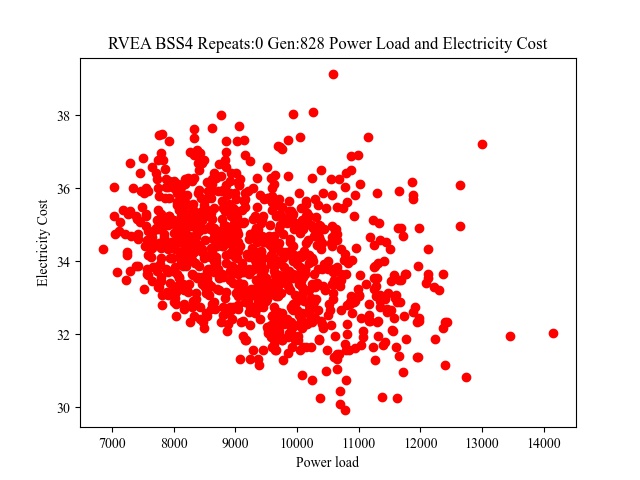 RVEA BSS4 Repeats:0 Gen:828 Power Load and Electricity Cost
38
36
34
32
30
Electricity Cost
7000 8000 9000 10000 11000 12000 13000 14000
Power load